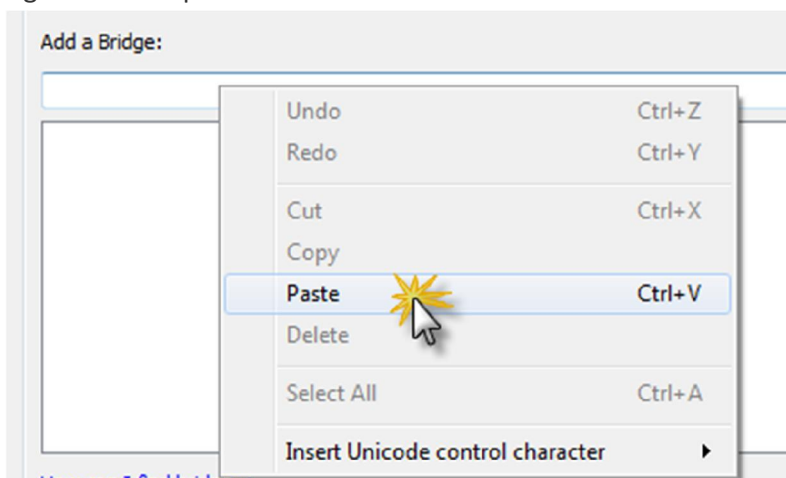 Add a Bridge:
Undo Ctrl+Z
Redo Ctrl+Y
Cut Ctrl+X
Copy
Paste Ctrl+V
Delete
Select All Ctrl+A
Insert Unicode control character